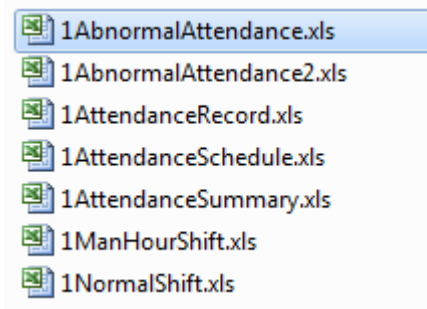 1AbnormalAttendance.xls
1AbnormalAttendance2.xls
1AttendanceRecord.xls
1AttendanceSchedule.xls
1AttendanceSummary.xls
1ManHourShift.xls
1NormalShift.xls